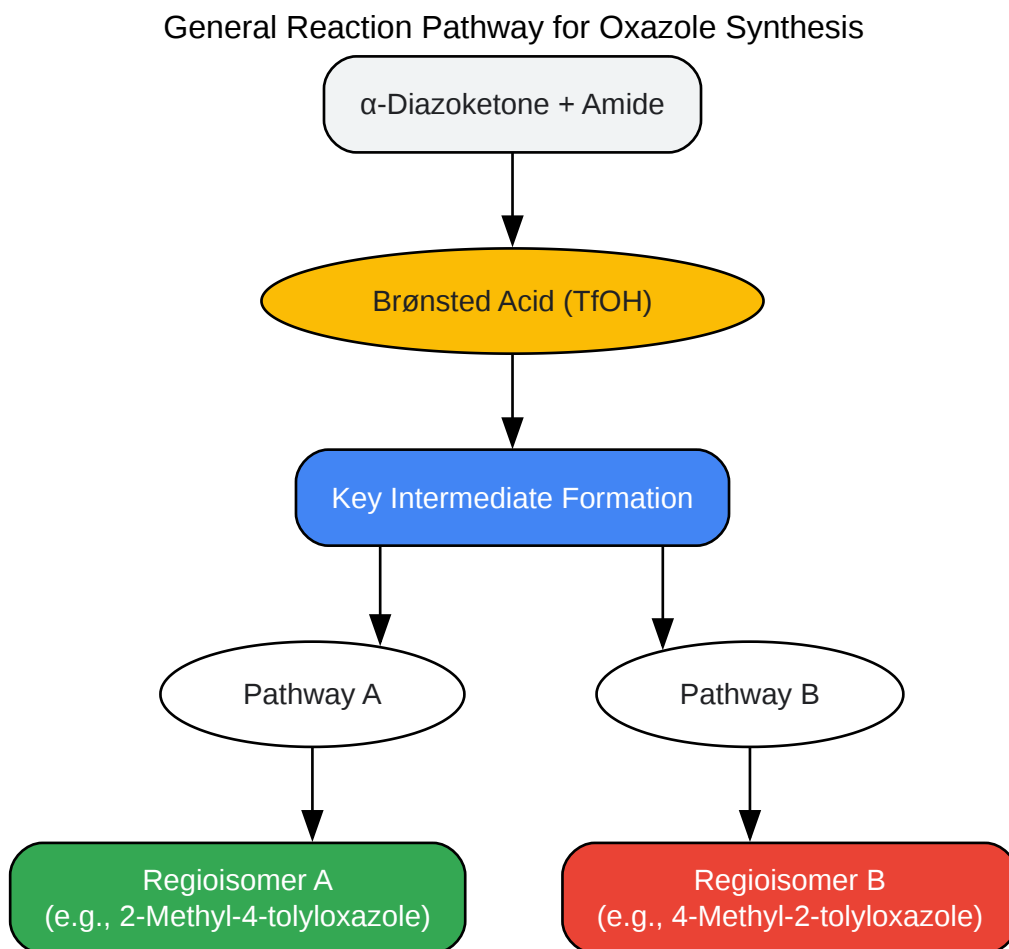 General Reaction Pathway for Oxazole Synthesis
α-Diazoketone + Amide
Brønsted Acid (TfOH)
Key Intermediate Formation
Pathway A
Pathway B
Regioisomer A
(e.g., 2-Methyl-4-tolyloxazole)
Regioisomer B
(e.g., 4-Methyl-2-tolyloxazole)